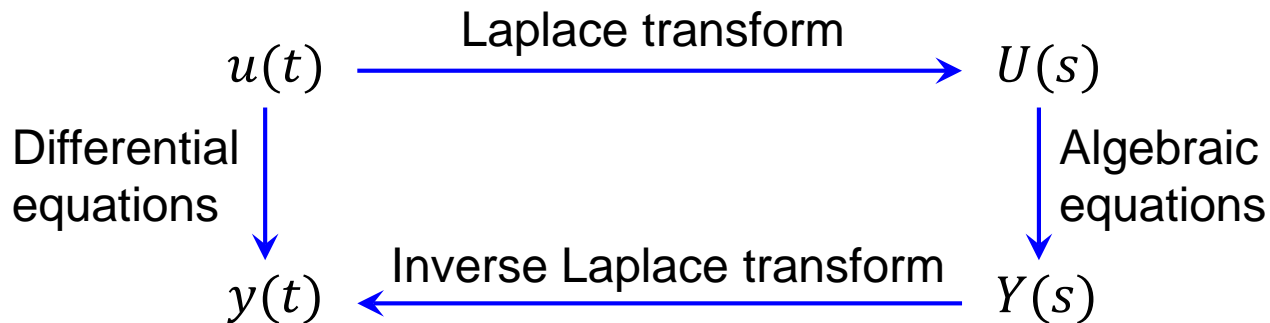 Laplace transform
u(t) U(s)
Differential
equations
Algebraic
equations
Inverse Laplace transform
y(t) Y(s)